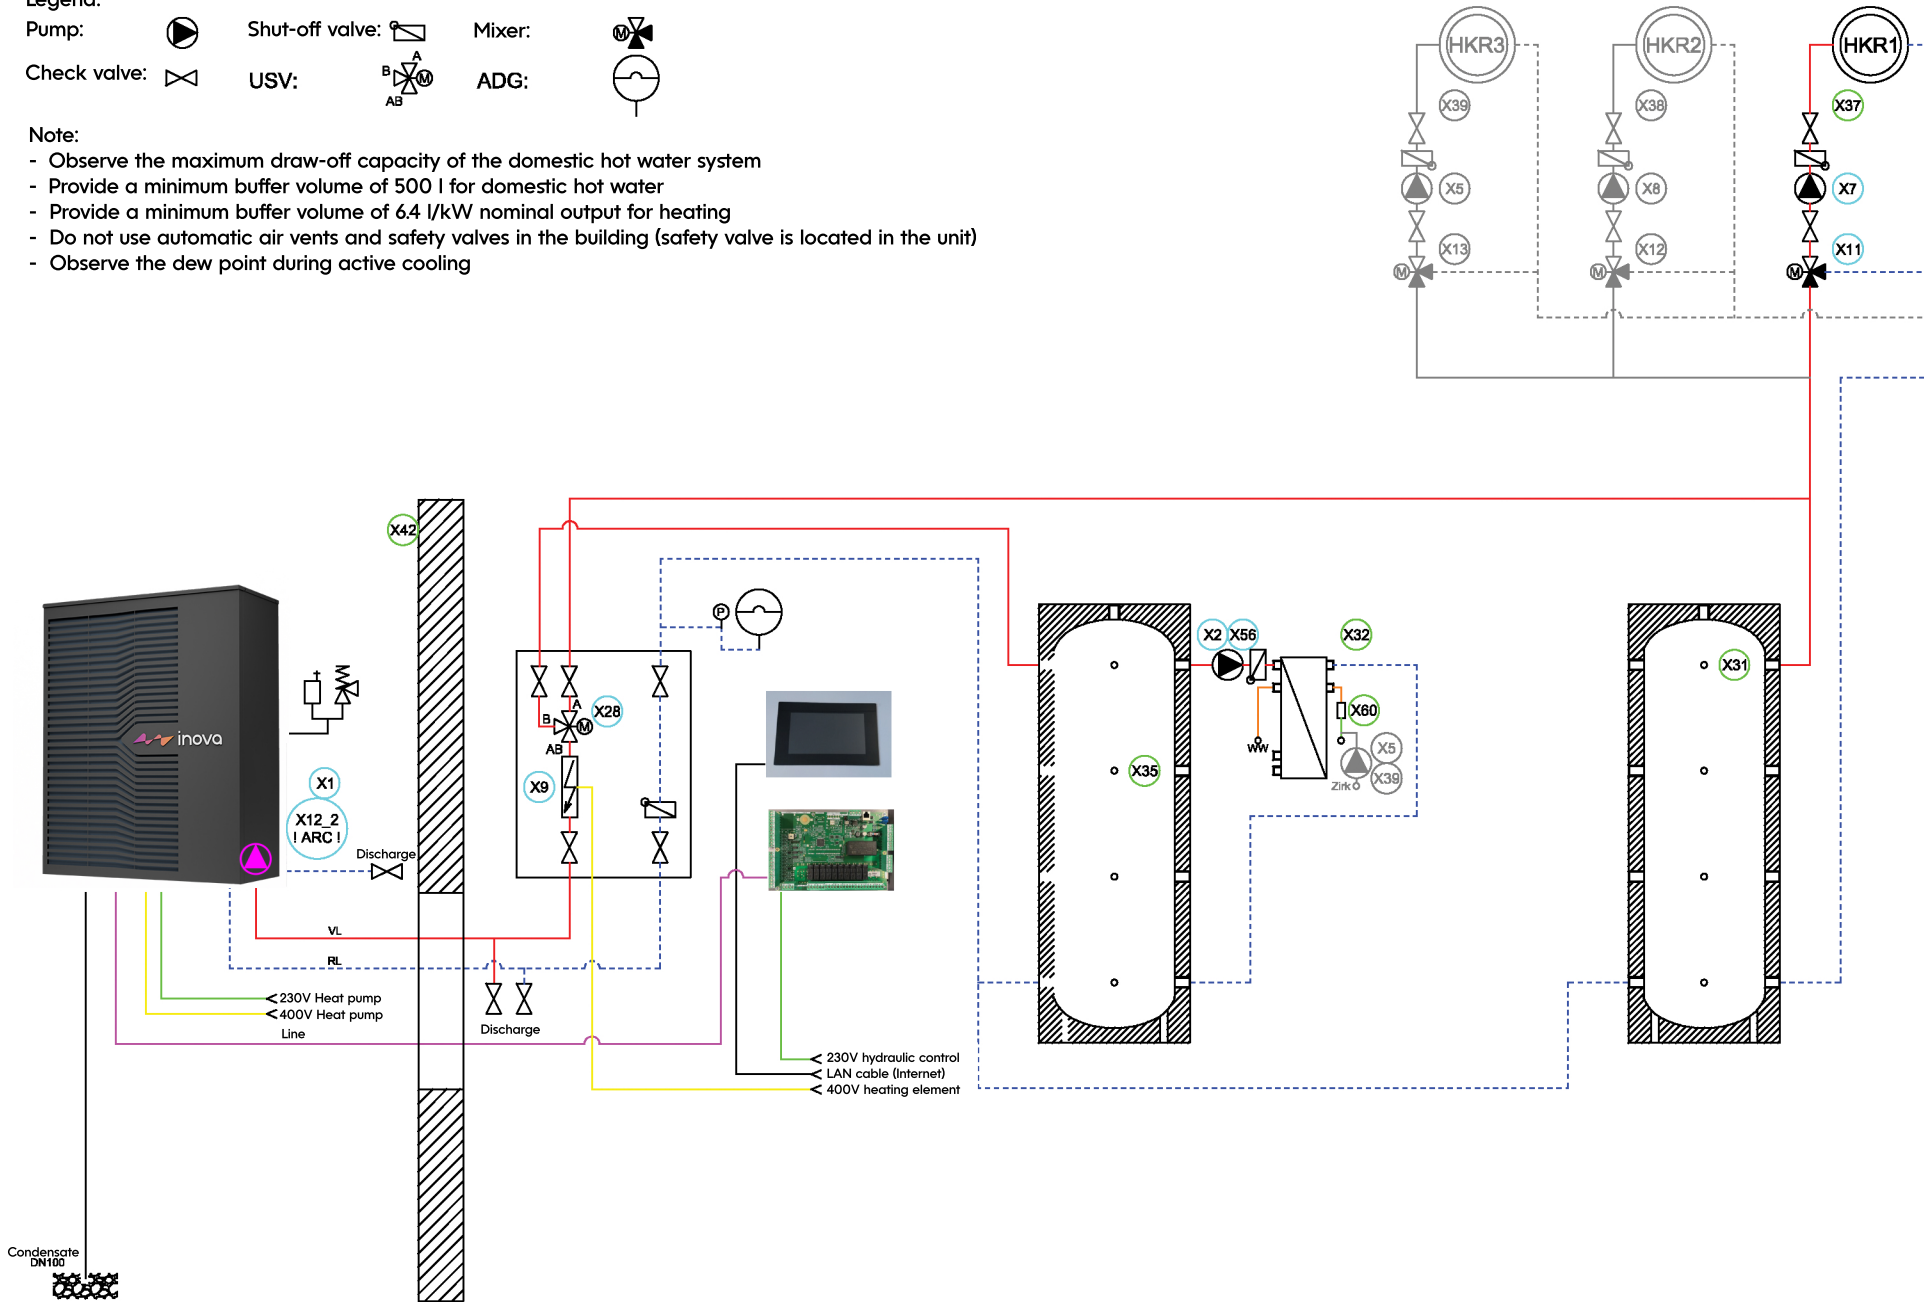 Legend:
Pump:
Shut-off valve:
Mixer:
M
Check valve:
USV:
A
B
M
AB
ADG:
Note:
- Observe the maximum draw-off capacity of the domestic hot water system
- Provide a minimum buffer volume of 500 l for domestic hot water
- Provide a minimum buffer volume of 6.4 l/kW nominal output for heating
- Do not use automatic air vents and safety valves in the building (safety valve is located in the unit)
- Observe the dew point during active cooling
HKR3
HKR2
HKR1
X39
X38
X37
X5
X8
X7
X13
X12
X11
M
M
M
X42
inova
X1
X12_2
! ARC !
Discharge
VL
RL
230V Heat pump
400V Heat pump
Line
Discharge
P
A
B
M
X28
AB
X9
230V hydraulic control
LAN cable (Internet)
400V heating element
X35
X2
X56
X32
X60
WW
X5
X39
Zirk
X31
Condensate
DN100